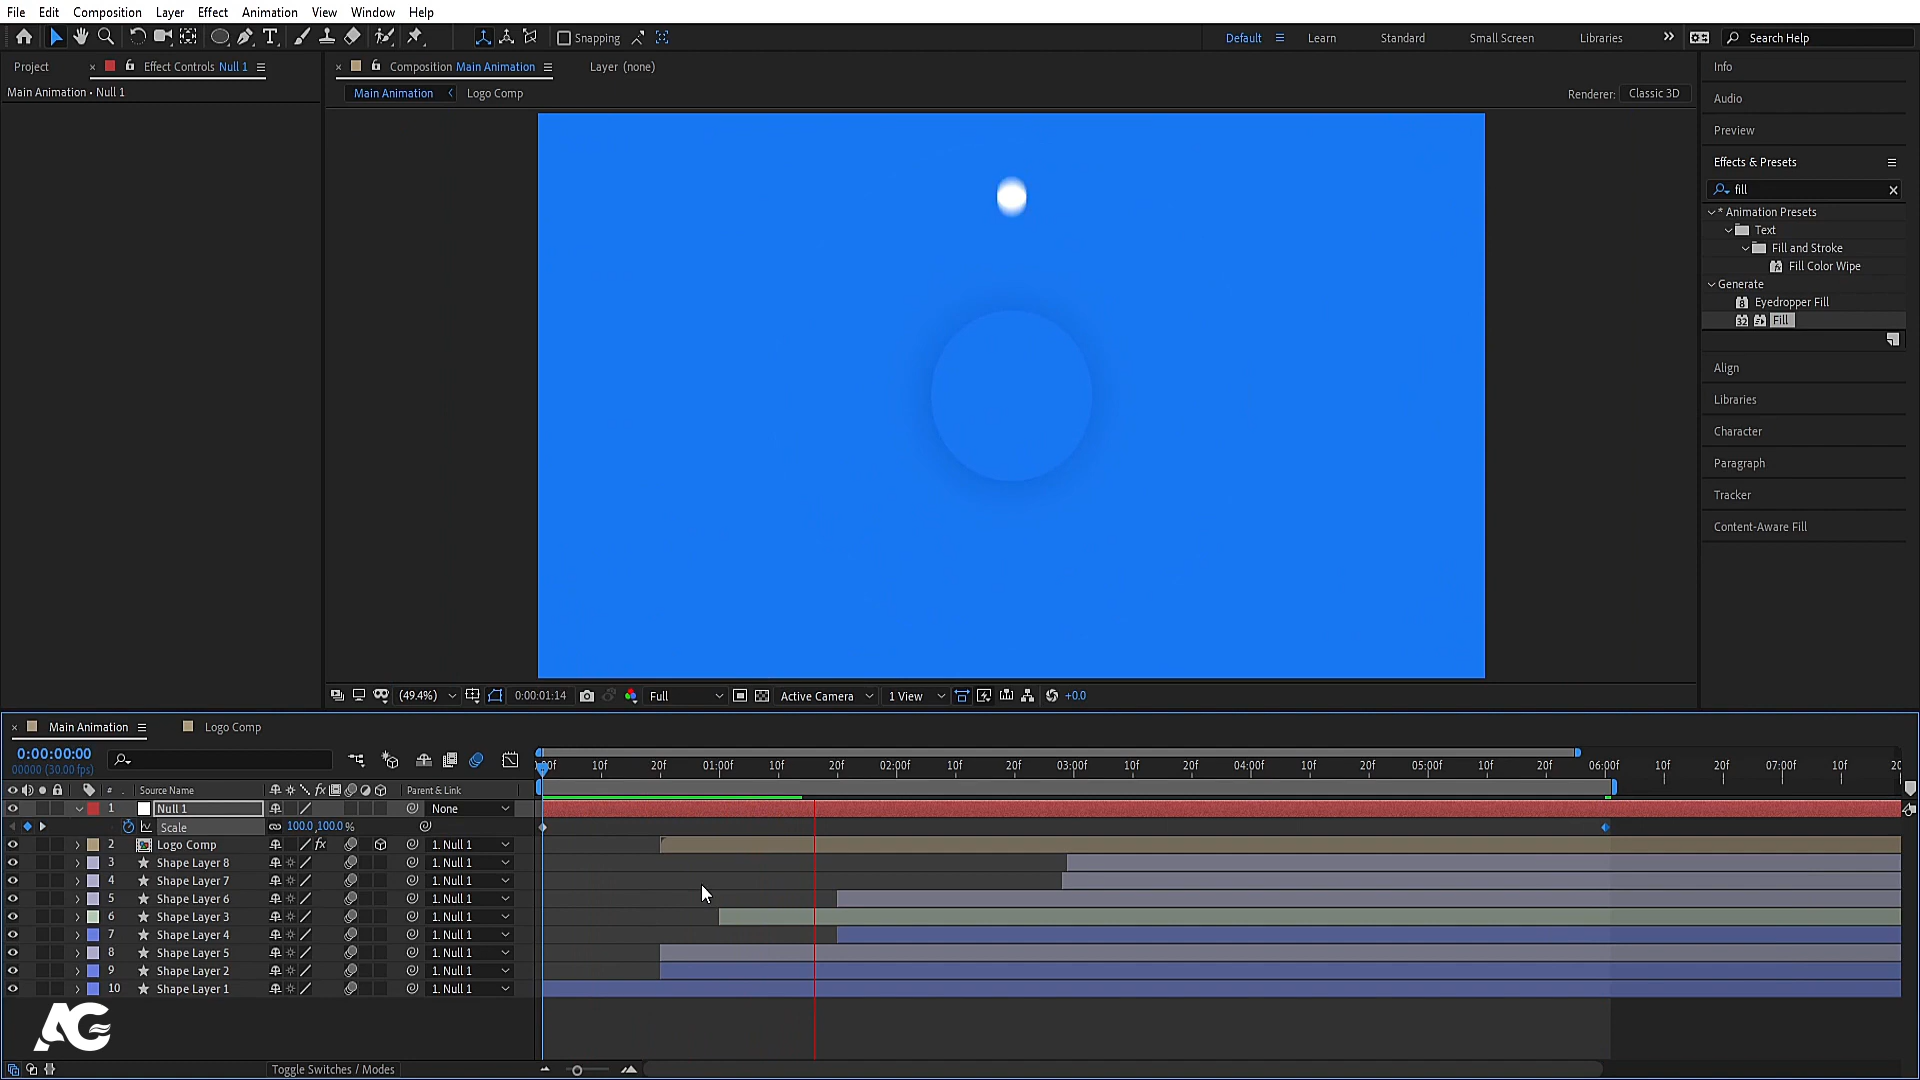 File Edit Composition Layer Effect Animation View Window Help
Snapping Default Learn Standard Small Screen Libraries Search Help
Project Effect Controls Null 1 Composition Main Animation Layer (none) Info
Main Animation • Null 1 Main Animation Logo Comp Renderer: Classic 3D
Audio
Preview
Effects & Presets
fill
* Animation Presets
Text
Fill and Stroke
Fill Color Wipe
Generate
Eyedropper Fill
32 Fill
Align
Libraries
Character
Paragraph
Tracker
Content-Aware Fill
(49.4%) 0:00:01:14 Full Active Camera 1 View +0.0
Main Animation Logo Comp
0:00:00:00
00000 (30.00 fps)
10f 20f 01:00f 10f 20f 02:00f 10f 20f 03:00f 10f 20f 04:00f 10f 20f 05:00f 10f 20f 06:00f 10f 20f 07:00f 10f
# Source Name fx Parent & Link
1 Null 1 None
Scale 100.0,100.0 %
2 Logo Comp fx 1. Null 1
3 Shape Layer 8 1. Null 1
4 Shape Layer 7 1. Null 1
5 Shape Layer 6 1. Null 1
6 Shape Layer 3 1. Null 1
7 Shape Layer 4 1. Null 1
8 Shape Layer 5 1. Null 1
9 Shape Layer 2 1. Null 1
10 Shape Layer 1 1. Null 1
AG
Toggle Switches / Modes